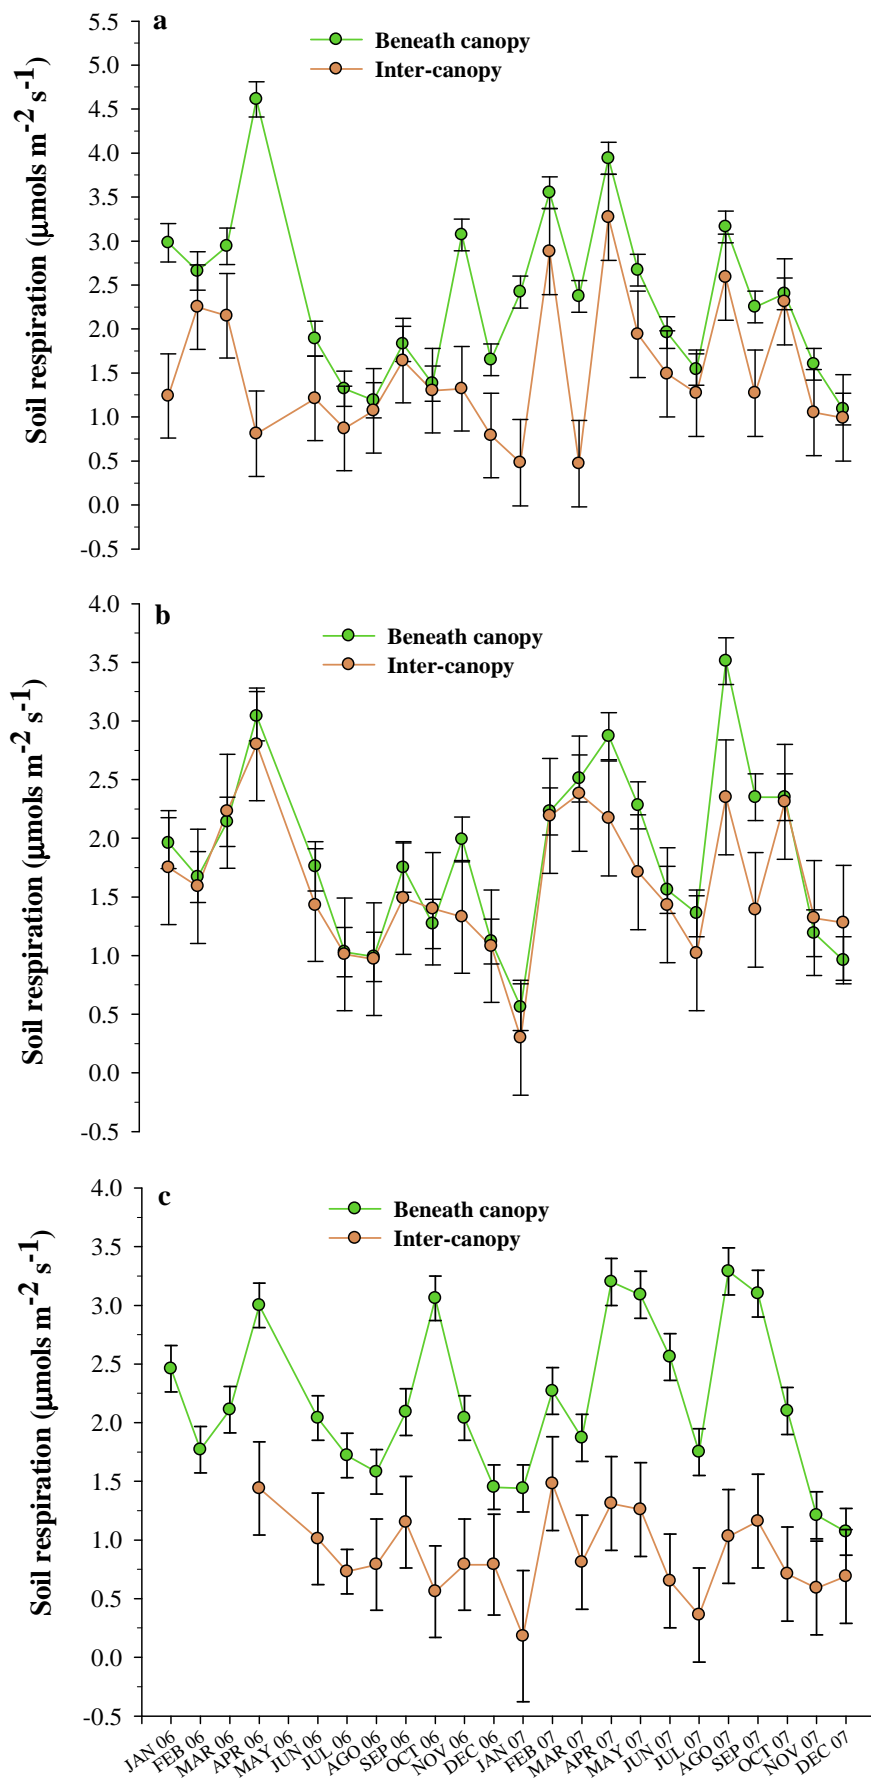 a
Beneath canopy
Inter-canopy
Soil respiration (µmols m-2 s-1)
5.5
5.0
4.5
4.0
3.5
3.0
2.5
2.0
1.5
1.0
0.5
0.0
-0.5
b
Beneath canopy
Inter-canopy
Soil respiration (µmols m-2 s-1)
4.0
3.5
3.0
2.5
2.0
1.5
1.0
0.5
0.0
-0.5
c
Beneath canopy
Inter-canopy
Soil respiration (µmols m-2 s-1)
4.0
3.5
3.0
2.5
2.0
1.5
1.0
0.5
0.0
-0.5
JAN 06
FEB 06
MAR 06
APR 06
MAY 06
JUN 06
JUL 06
AGO 06
SEP 06
OCT 06
NOV 06
DEC 06
JAN 07
FEB 07
MAR 07
APR 07
MAY 07
JUN 07
JUL 07
AGO 07
SEP 07
OCT 07
NOV 07
DEC 07